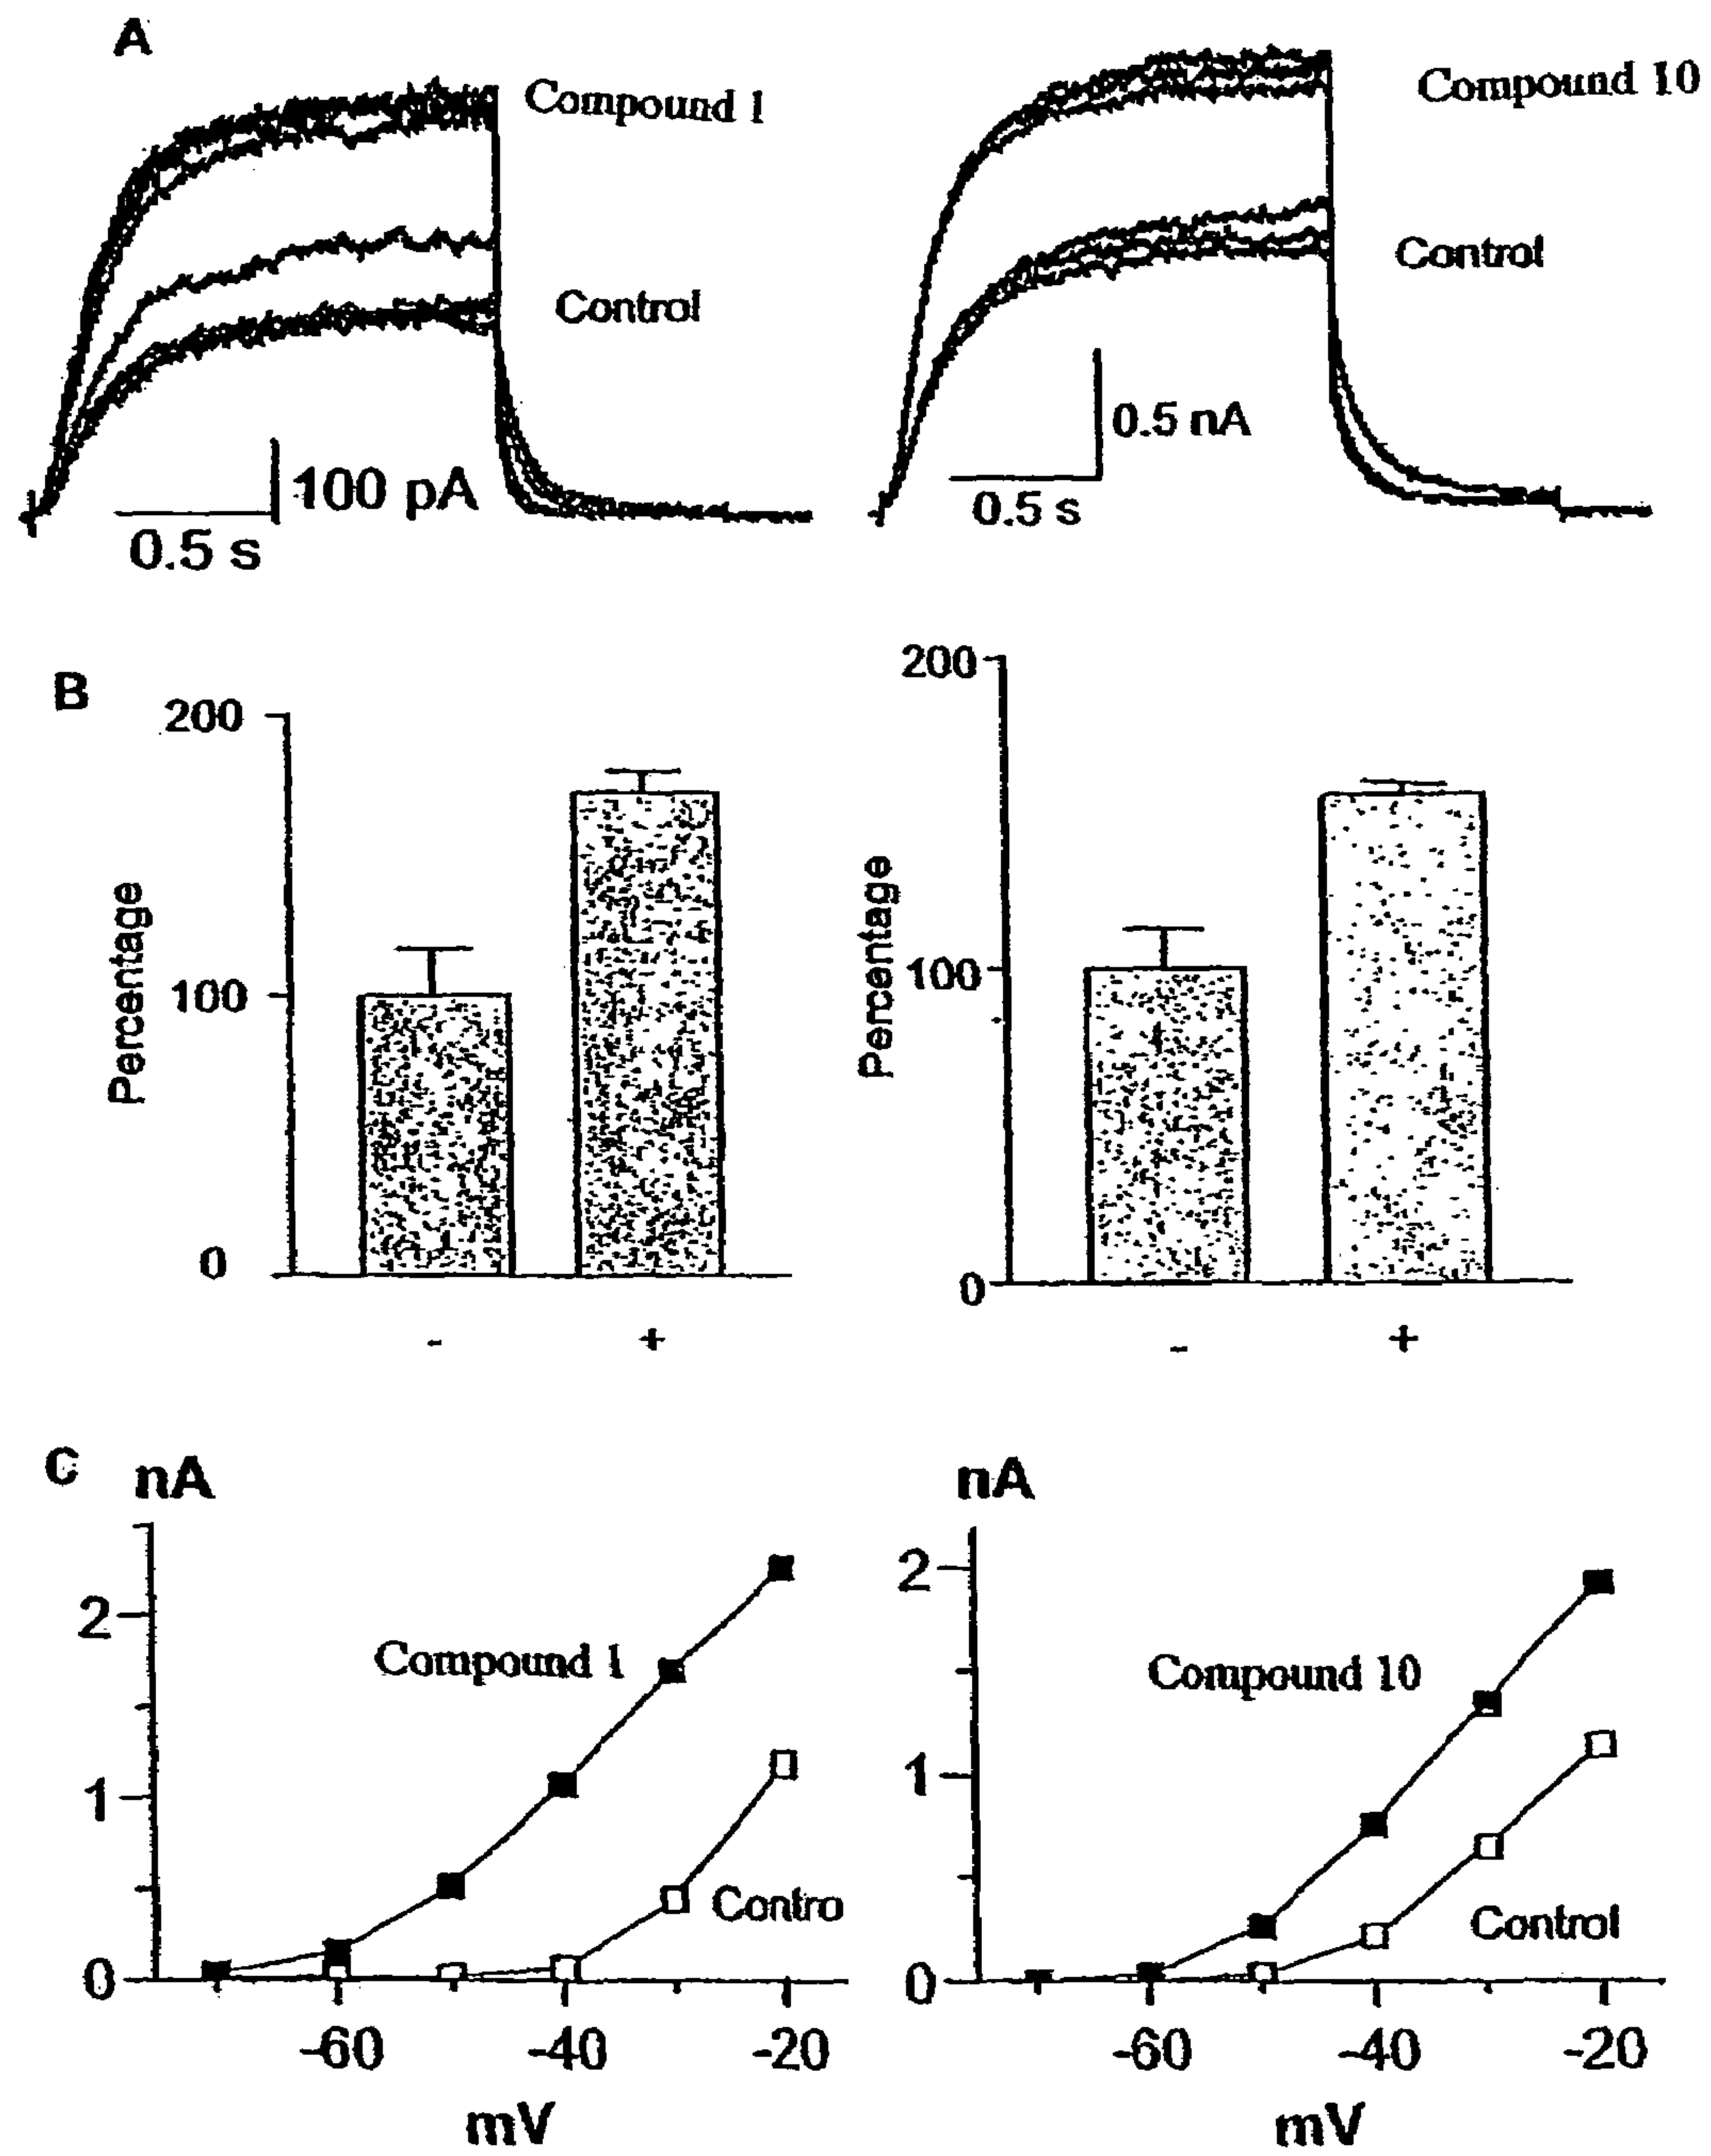 A
Compound 1
Control
100 pA
0.5 s
Compound 10
Control
0.5 nA
0.5 s
B
200
100
0
Percentage
- +
200
100
0
Percentage
- +
C
nA
2
1
0
Compound 1
Contro
-60 -40 -20
mV
nA
2
1
0
Compound 10
Control
-60 -40 -20
mV